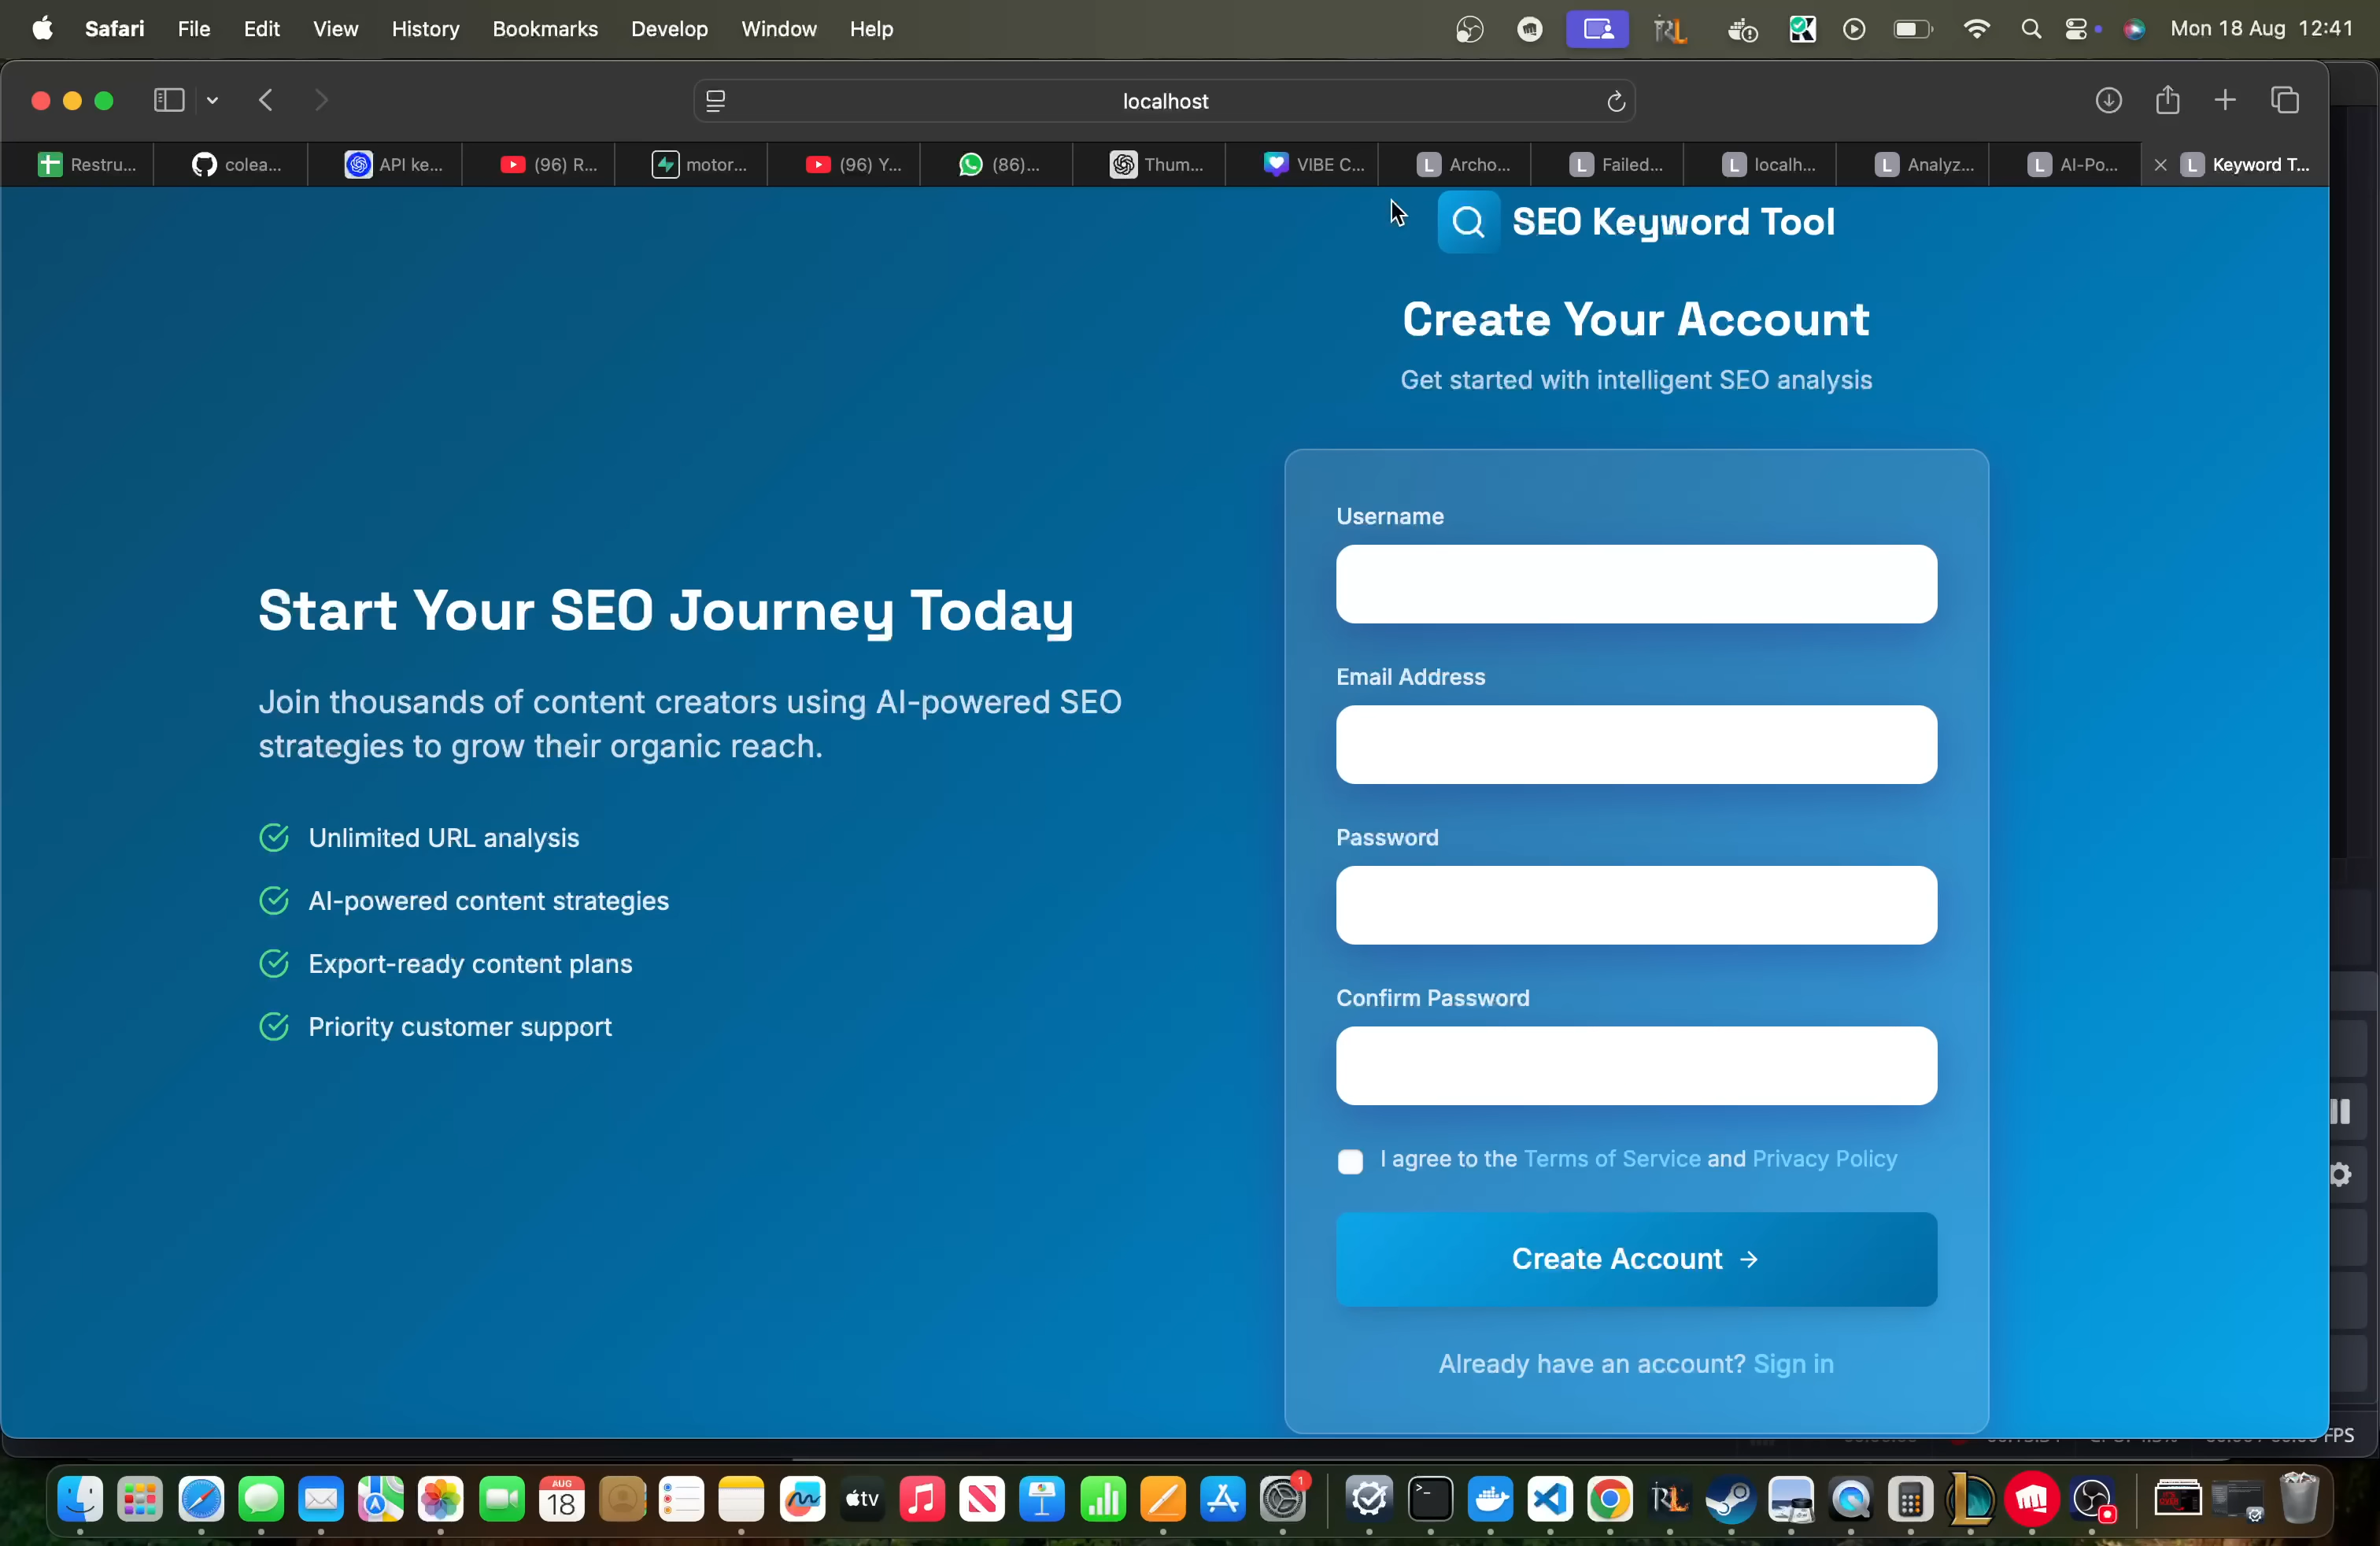 Safari File Edit View History Bookmarks Develop Window Help
Mon 18 Aug 12:41
localhost
Restru... colea... API ke... (96) R... motor... (96) Y... (86)... Thum... VIBE C... L Archo... L Failed... L localh... L Analyz... L AI-Po... L Keyword T...
SEO Keyword Tool
Create Your Account
Get started with intelligent SEO analysis
Start Your SEO Journey Today
Join thousands of content creators using AI-powered SEO
strategies to grow their organic reach.
Unlimited URL analysis
AI-powered content strategies
Export-ready content plans
Priority customer support
Username
Email Address
Password
Confirm Password
I agree to the Terms of Service and Privacy Policy
Create Account →
Already have an account? Sign in
FPS
AUG
18
tv
1